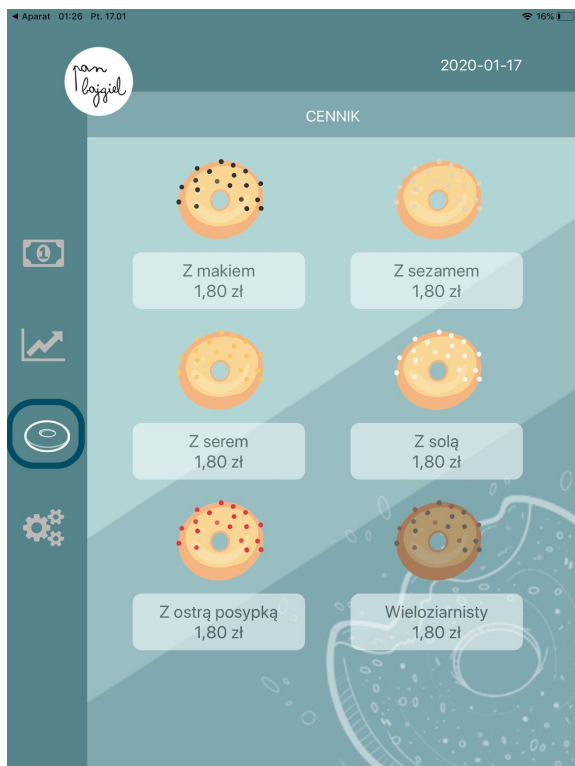 ◀ Aparat 01:26 Pt. 17.01 16%
pan
bajgiel
2020-01-17
CENNIK
Z makiem
1,80 zł
Z sezamem
1,80 zł
1
Z serem
1,80 zł
Z solą
1,80 zł
Z ostrą posypką
1,80 zł
Wieloziarnisty
1,80 zł